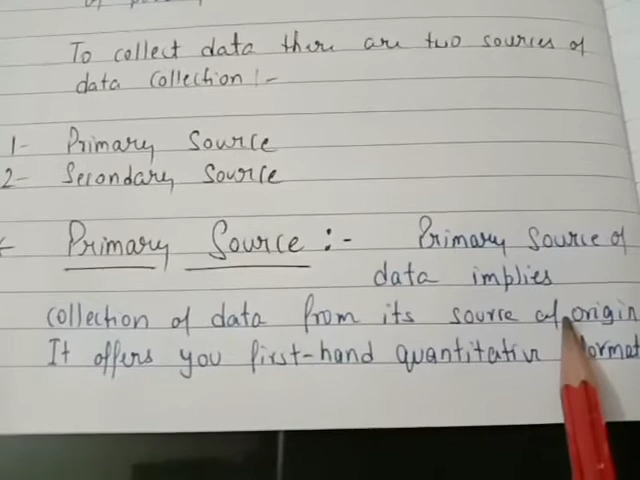 To collect data there are two sources of
data collection :-
1- Primary Source
2- Secondary Source
Primary Source :- Primary Source of
data implies
collection of data from its source of origin
It offers you first-hand quantitative